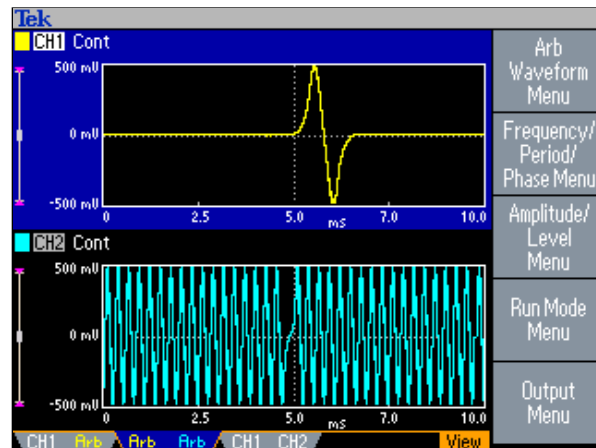 Tek
CH1 Cont
500 mV
0 mV
-500 mV
0 2.5 5.0 ms 7.0 10.0
CH2 Cont
500 mV
0 mV
-500 mV
0 2.5 5.0 ms 7.0 10.0
CH1 Arb Arb Arb CH1 CH2 View
Arb
Waveform
Menu
Frequency/
Period/
Phase Menu
Amplitude/
Level
Menu
Run Mode
Menu
Output
Menu